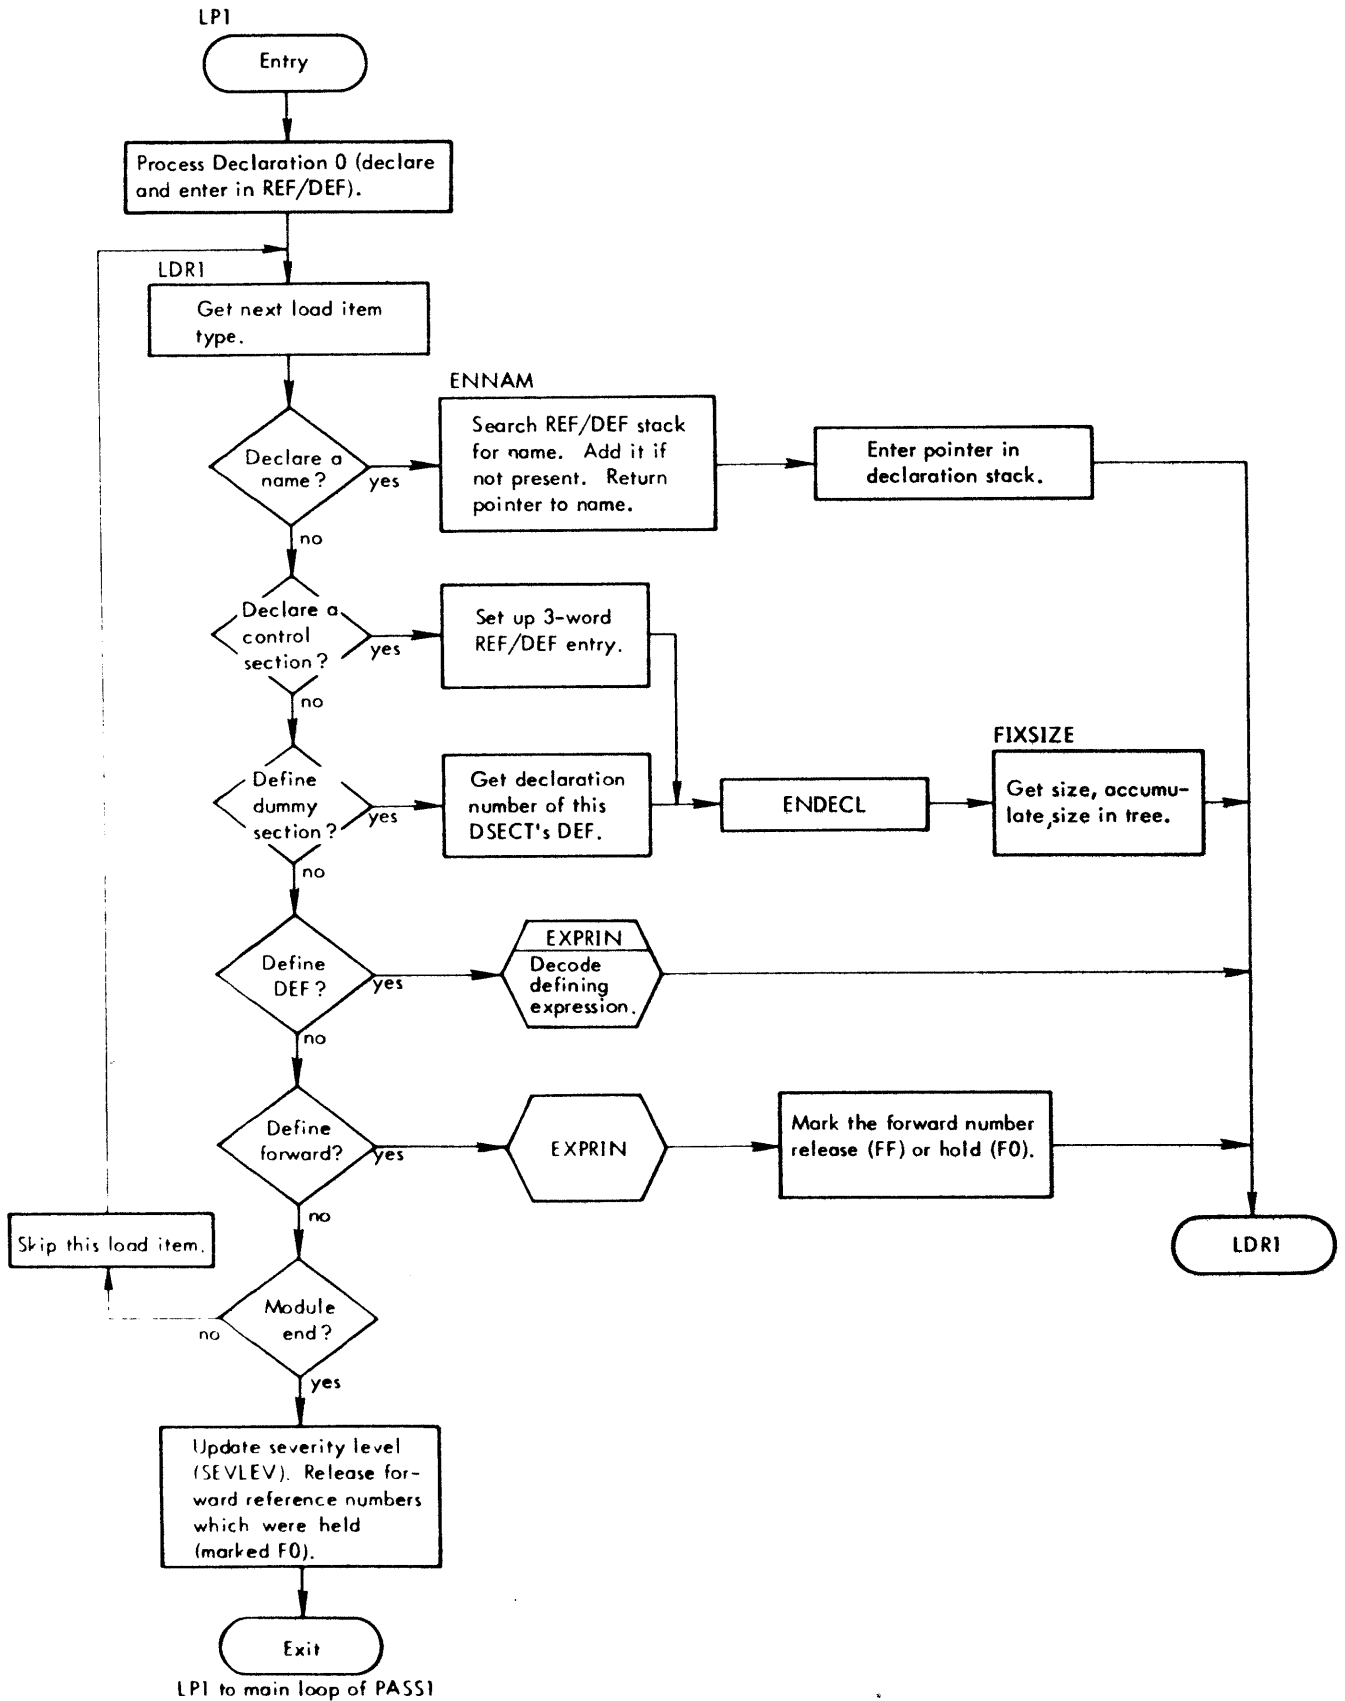 LP1
Entry
Process Declaration 0 (declare
and enter in REF/DEF).
LDR1
Get next load item
type.
ENNAM
Search REF/DEF stack
for name. Add it if
not present. Return
pointer to name.
Enter pointer in
declaration stack.
Declare a
name?
yes
no
Declare a
control
section?
yes
Set up 3-word
REF/DEF entry.
no
Define
dummy
section?
yes
Get declaration
number of this
DSECT's DEF.
ENDECL
FIXSIZE
Get size, accumu-
late,size in tree.
no
Define
DEF?
yes
EXPRIN
Decode
defining
expression.
no
Define
forward?
yes
EXPRIN
Mark the forward number
release (FF) or hold (F0).
no
LDR1
Skip this load item.
Module
end?
no
yes
Update severity level
(SEVLEV). Release for-
ward reference numbers
which were held
(marked F0).
Exit
LP1 to main loop of PASS1